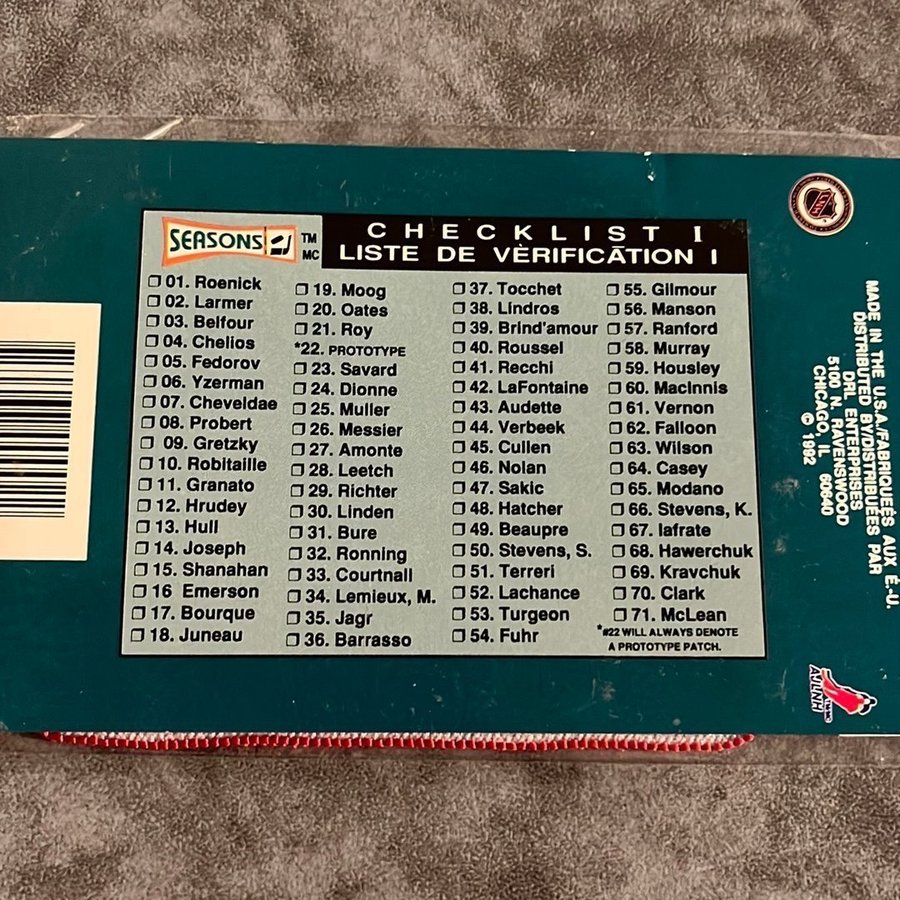 SEASONS TM
MC
CHECKLIST I
LISTE DE VÈRIFICATĪON I
01. Roenick
02. Larmer
03. Belfour
04. Chelios
05. Fedorov
06. Yzerman
07. Cheveldae
08. Probert
09. Gretzky
10. Robitaille
11. Granato
12. Hrudey
13. Hull
14. Joseph
15. Shanahan
16 Emerson
17. Bourque
18. Juneau
19. Moog
20. Oates
21. Roy
*22. PROTOTYPE
23. Savard
24. Dionne
25. Muller
26. Messier
27. Amonte
28. Leetch
29. Richter
30. Linden
31. Bure
32. Ronning
33. Courtnall
34. Lemieux, M.
35. Jagr
36. Barrasso
37. Tocchet
38. Lindros
39. Brind'amour
40. Roussel
41. Recchi
42. LaFontaine
43. Audette
44. Verbeek
45. Cullen
46. Nolan
47. Sakic
48. Hatcher
49. Beaupre
50. Stevens, S.
51. Terreri
52. Lachance
53. Turgeon
54. Fuhr
55. Gilmour
56. Manson
57. Ranford
58. Murray
59. Housley
60. MacInnis
61. Vernon
62. Falloon
63. Wilson
64. Casey
65. Modano
66. Stevens, K.
67. Iafrate
68. Hawerchuk
69. Kravchuk
70. Clark
71. McLean
*#22 WILL ALWAYS DENOTE
A PROTOTYPE PATCH.
MADE IN THE U.S.A./FABRIQUEÉS AUX É.-U.
DISTRIBUTED BY/DISTRIBUÉES PAR
DRL ENTERPRISES
5100 N. RAVENSWOOD
CHICAGO, IL 60640
© 1992
NHL
AJLNH